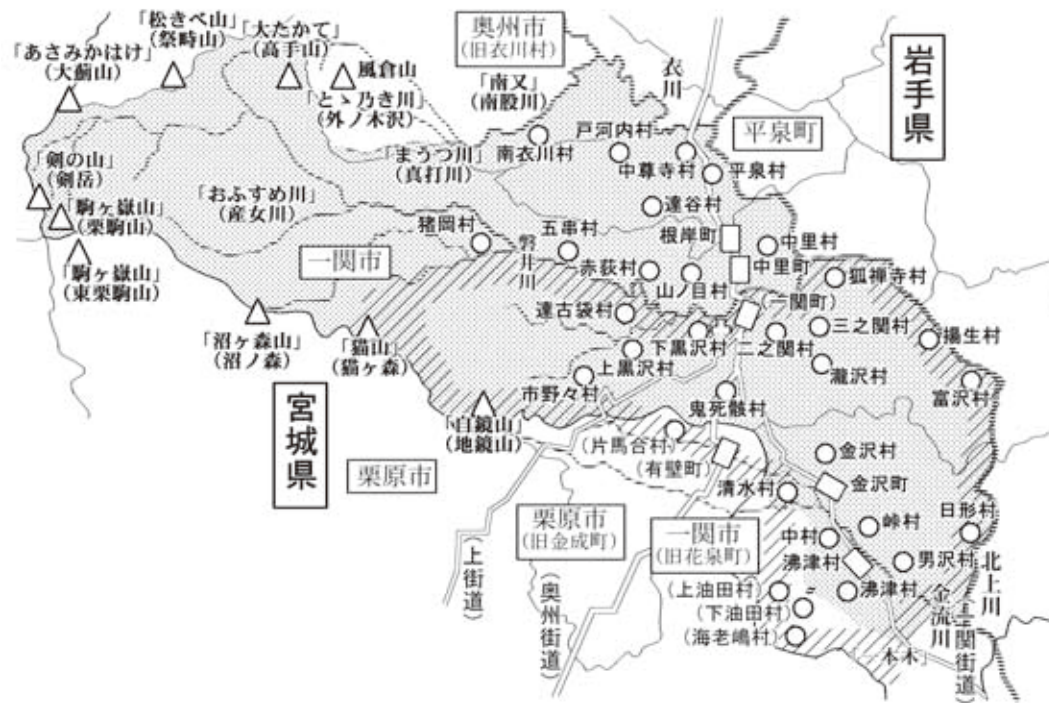 「松きべ山」
(祭畤山)
「大たかて」
(高手山)
「あさみかはけ」
(大薊山)
風倉山
「とゝ乃き川」
(外ノ木沢)
奥州市
(旧衣川村)
「南又」
(南股川)
衣川
岩手県
平泉町
戸河内村
南衣川村
中尊寺村
平泉村
「まうつ川」
(真打川)
「剣の山」
(剣岳)
「駒ヶ嶽山」
(栗駒山)
「おふすめ川」
(産女川)
達谷村
猪岡村
五串村
根岸町
中里村
磐井川
一関市
赤荻村
山ノ目村
中里町
狐禅寺村
「駒ヶ嶽山」
(東栗駒山)
達古袋村
(一関町)
三之関村
「沼ヶ森山」
(沼ノ森)
「猫山」
(猫ヶ森)
下黒沢村
二之関村
揚生村
上黒沢村
瀧沢村
市野々村
富沢村
宮城県
「自鏡山」
(地鏡山)
鬼死骸村
(片馬合村)
(有壁町)
金沢村
栗原市
清水村
金沢町
日形村
栗原市
(旧金成町)
一関市
(旧花泉町)
中村
峠村
沸津村
男沢村
(上街道)
(奥州街道)
(上油田村)
沸津村
北上川
(下油田村)
金流川
(海老嶋村)
「一本木」
(一関街道)